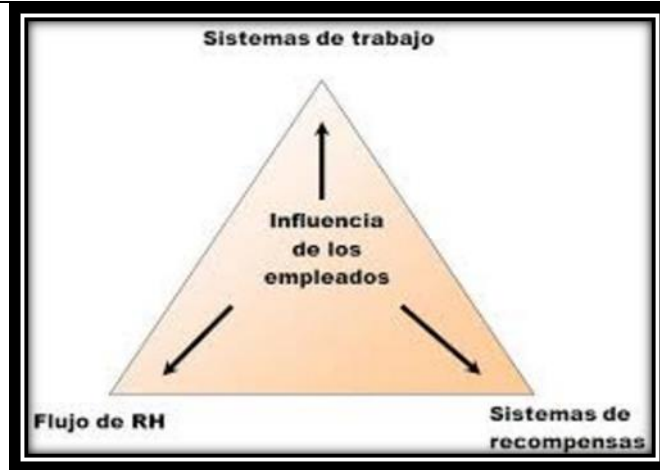 Sistemas de trabajo
Influencia
de los
empleados
Flujo de RH
Sistemas de
recompensas